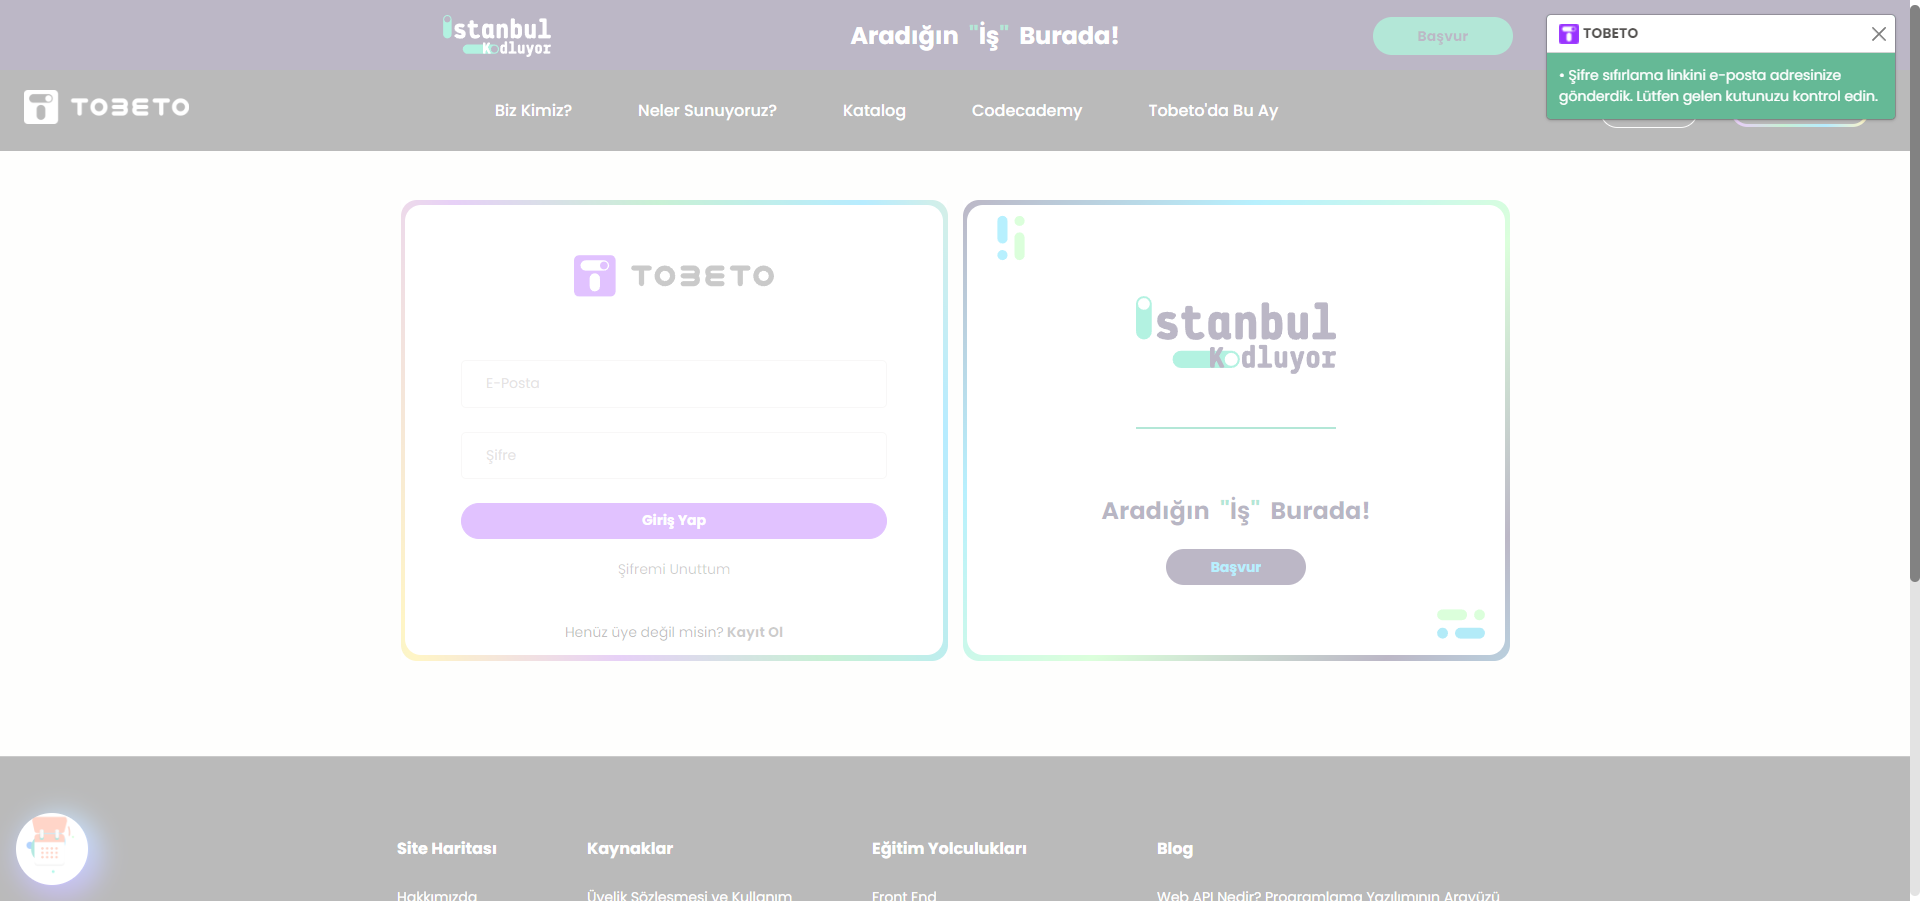 istanbul
Kodluyor
Aradığın "İş" Burada!
Başvur
TOBETO
• Şifre sıfırlama linkini e-posta adresinize
gönderdik. Lütfen gelen kutunuzu kontrol edin.
TOBETO
Biz Kimiz?
Neler Sunuyoruz?
Katalog
Codecademy
Tobeto'da Bu Ay
TOBETO
E-Posta
Şifre
Giriş Yap
Şifremi Unuttum
Henüz üye değil misin? Kayıt Ol
istanbul
Kodluyor
Aradığın "İş" Burada!
Başvur
Site Haritası
Hakkımızda
Kaynaklar
Üyelik Sözleşmesi ve Kullanım
Eğitim Yolculukları
Front End
Blog
Web API Nedir? Programlama Yazılımının Arayüzü